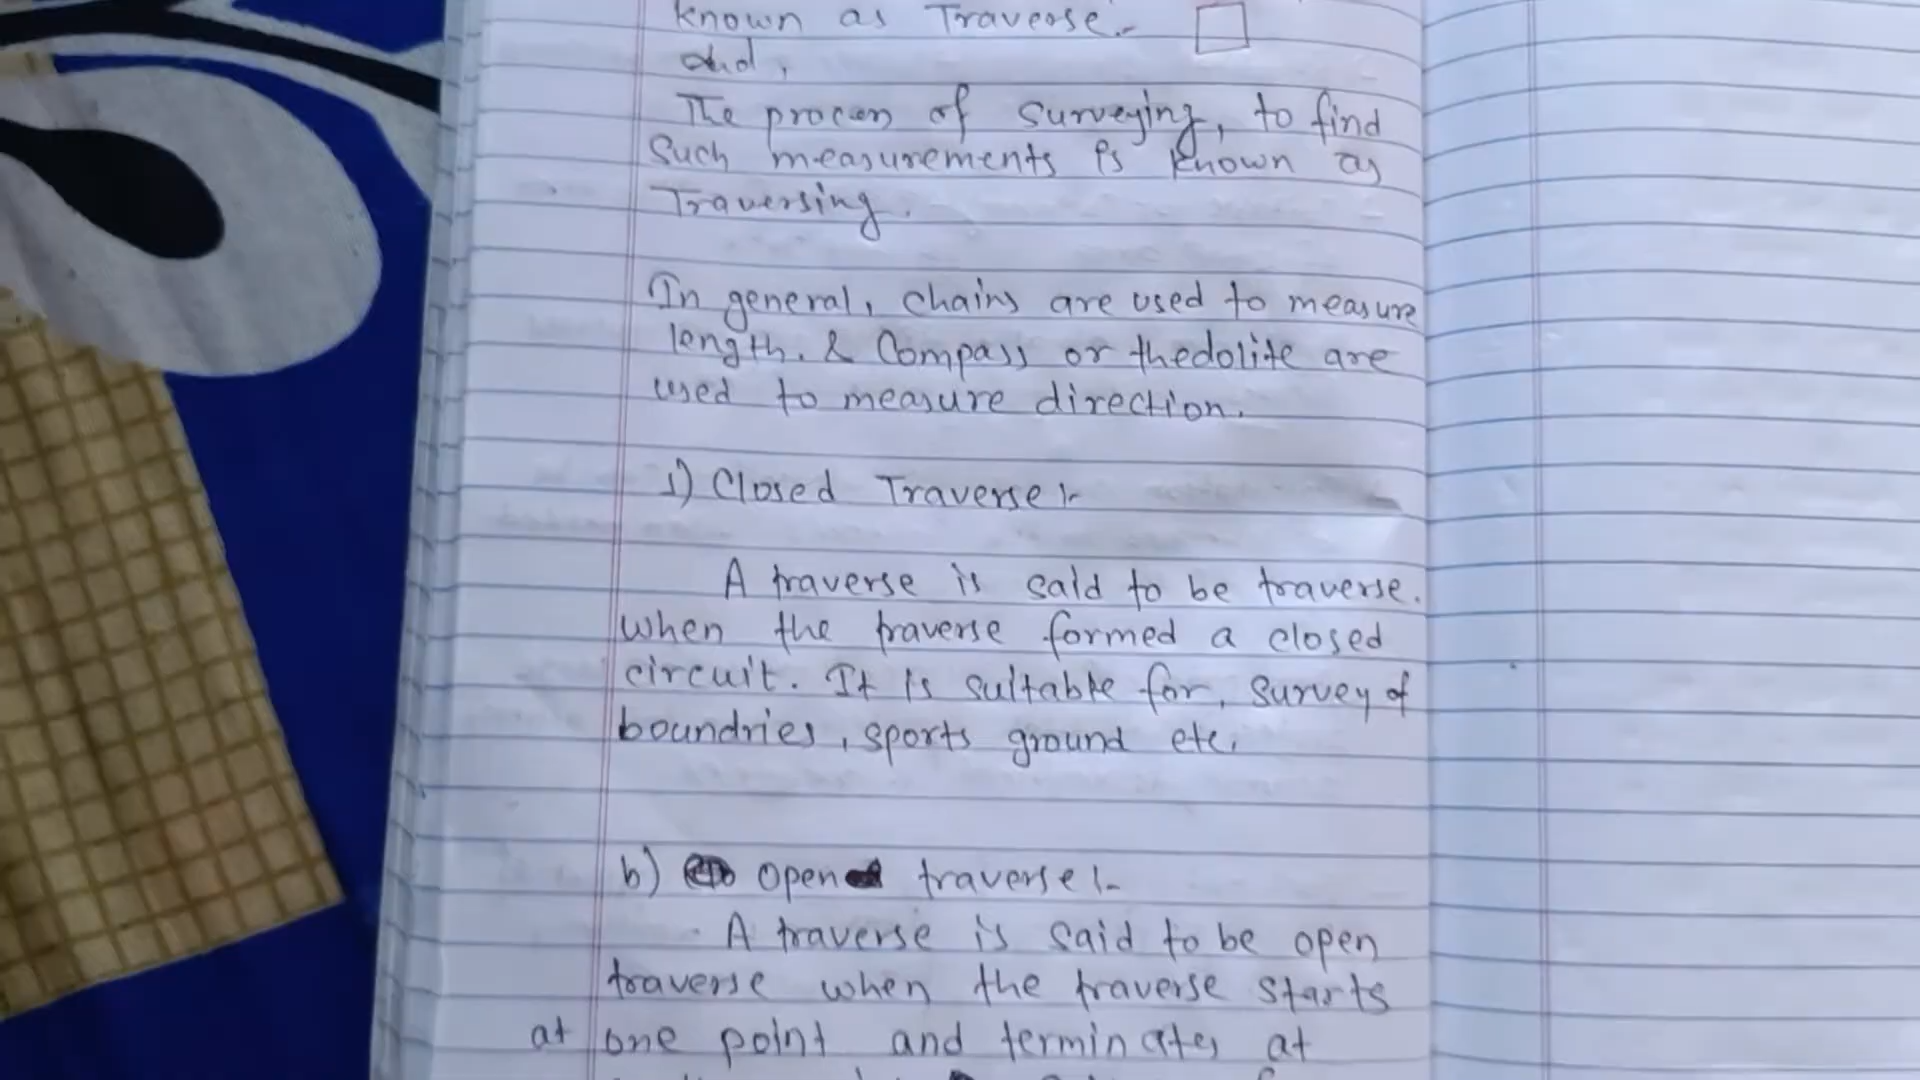 known as Traverse.-
and,
The process of surveying, to find
Such measurements is known as
Traversing.
In general, chains are used to measure
length. & Compass or thedolite are
used to measure direction.
1) Closed Traverse :-
A traverse is said to be traverse.
when the traverse formed a closed
circuit. It is suitable for, survey of
boundries, sports ground etc.
b) open traverse :-
A traverse is said to be open
traverse when the traverse starts
at one point and terminates at